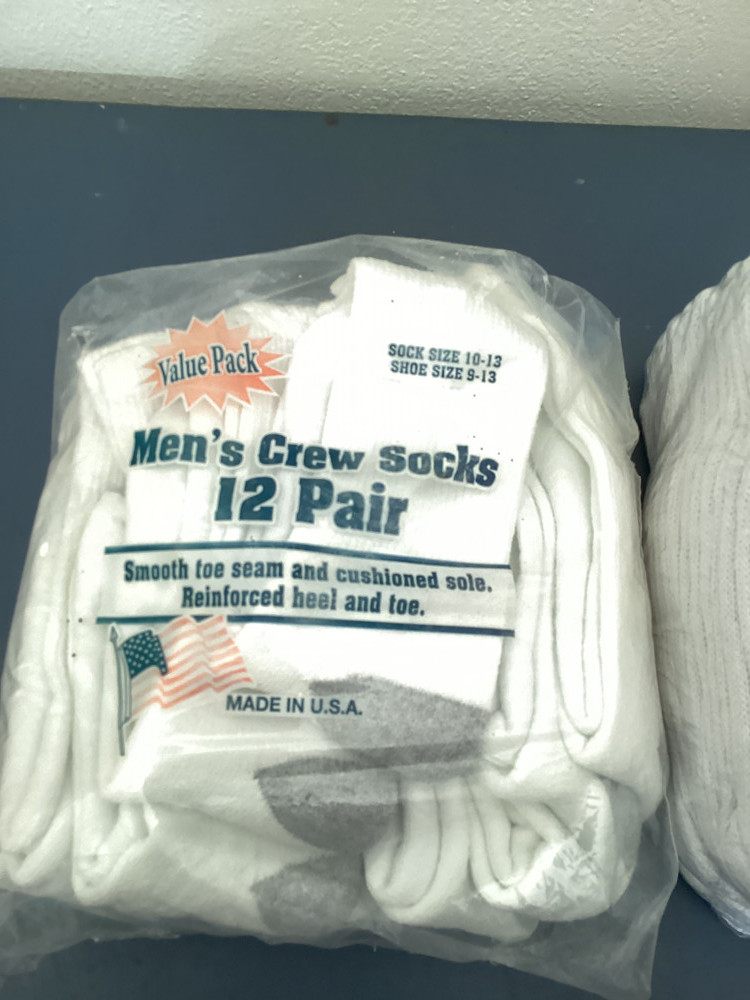 Value Pack
SOCK SIZE 10-13
SHOE SIZE 9-13
Men's Crew Socks
12 Pair
Smooth toe seam and cushioned sole.
Reinforced heel and toe.
MADE IN U.S.A.